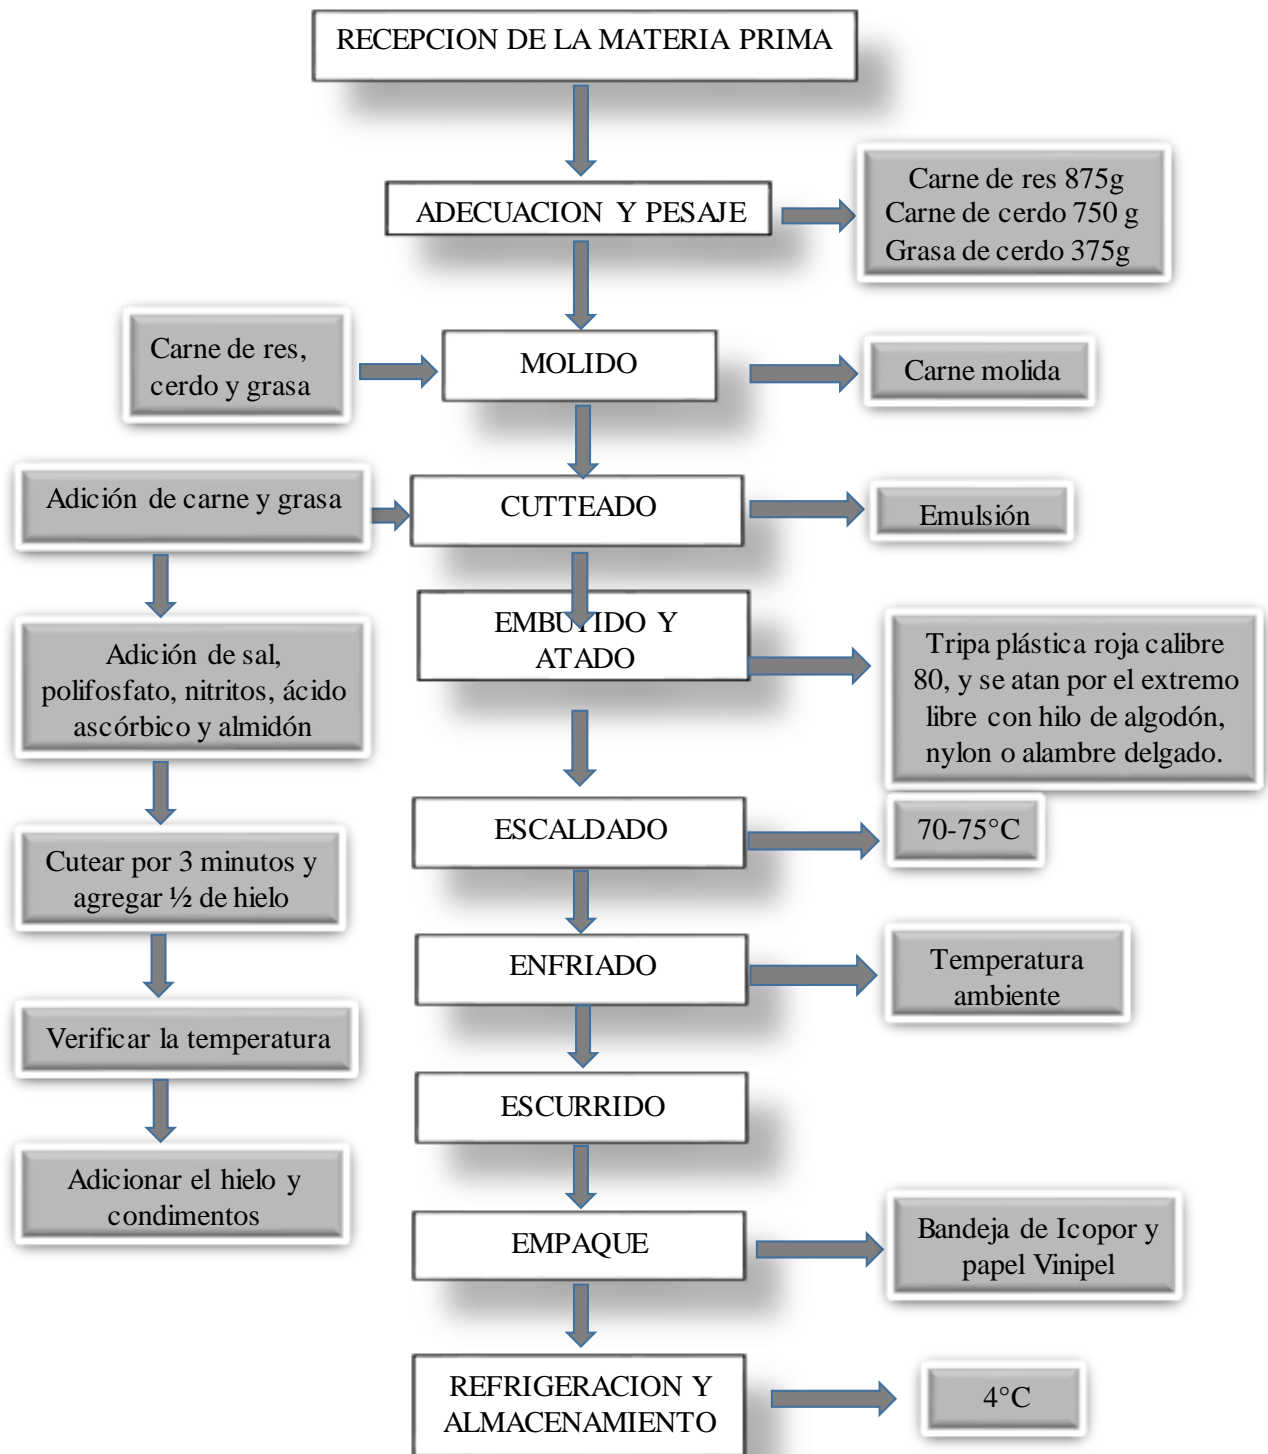 RECEPCION DE LA MATERIA PRIMA
ADECUACION Y PESAJE
Carne de res 875g
Carne de cerdo 750 g
Grasa de cerdo 375g
Carne de res,
cerdo y grasa
MOLIDO
Carne molida
Adición de carne y grasa
CUTTEADO
Emulsión
Adición de sal,
polifosfato, nitritos, ácido
ascórbico y almidón
EMBUTIDO Y
ATADO
Tripa plástica roja calibre
80, y se atan por el extremo
libre con hilo de algodón,
nylon o alambre delgado.
Cutear por 3 minutos y
agregar ½ de hielo
ESCALDADO
70-75°C
ENFRIADO
Temperatura
ambiente
Verificar la temperatura
ESCURRIDO
Adicionar el hielo y
condimentos
EMPAQUE
Bandeja de Icopor y
papel Vinipel
REFRIGERACION Y
ALMACENAMIENTO
4°C